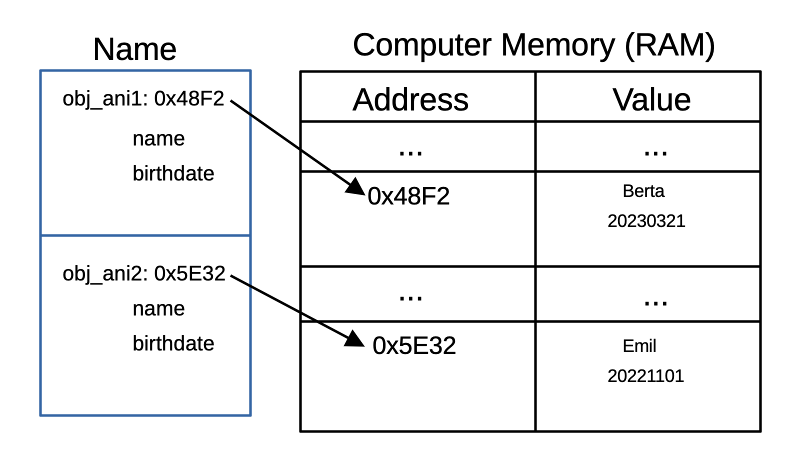 Name
obj_ani1: 0x48F2
name
birthdate
obj_ani2: 0x5E32
name
birthdate
Computer Memory (RAM)
Address Value
... ...
0x48F2 Berta
20230321
... ...
0x5E32 Emil
20221101